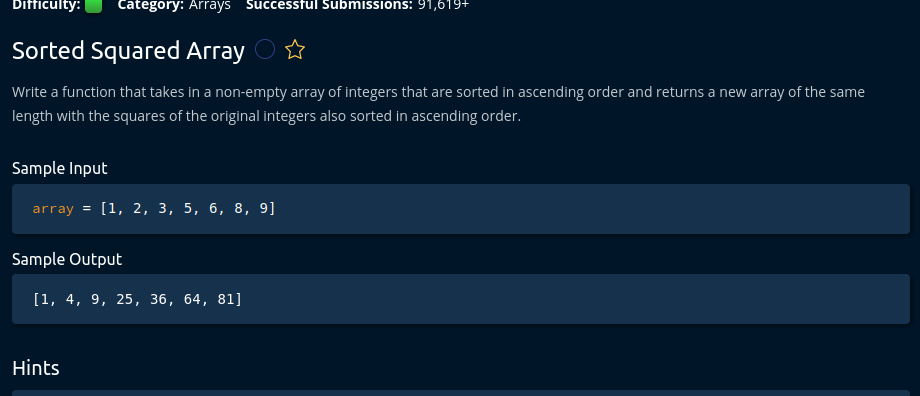 Difficulty: Category: Arrays Successful Submissions: 91,619+
Sorted Squared Array
Write a function that takes in a non-empty array of integers that are sorted in ascending order and returns a new array of the same
length with the squares of the original integers also sorted in ascending order.
Sample Input
array = [1, 2, 3, 5, 6, 8, 9]
Sample Output
[1, 4, 9, 25, 36, 64, 81]
Hints